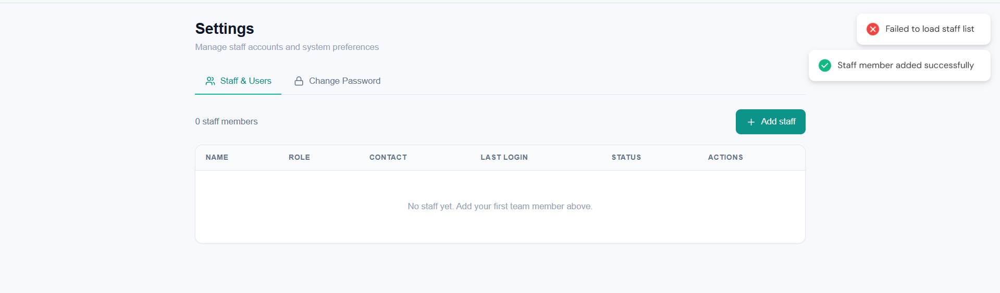 Settings
Manage staff accounts and system preferences
Failed to load staff list
Staff member added successfully
Staff & Users
Change Password
0 staff members
Add staff
NAME ROLE CONTACT LAST LOGIN STATUS ACTIONS
No staff yet. Add your first team member above.